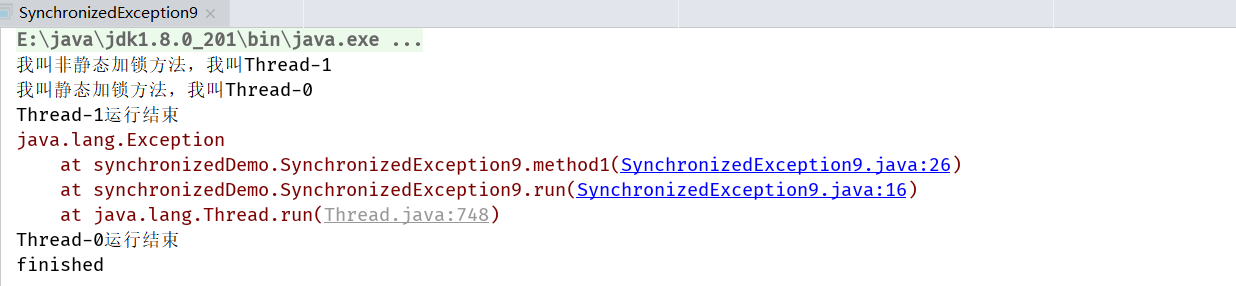 SynchronizedException9
E:\java\jdk1.8.0_201\bin\java.exe ...
我叫非静态加锁方法，我叫Thread-1
我叫静态加锁方法，我叫Thread-0
Thread-1运行结束
java.lang.Exception
    at synchronizedDemo.SynchronizedException9.method1(SynchronizedException9.java:26)
    at synchronizedDemo.SynchronizedException9.run(SynchronizedException9.java:16)
    at java.lang.Thread.run(Thread.java:748)
Thread-0运行结束
finished